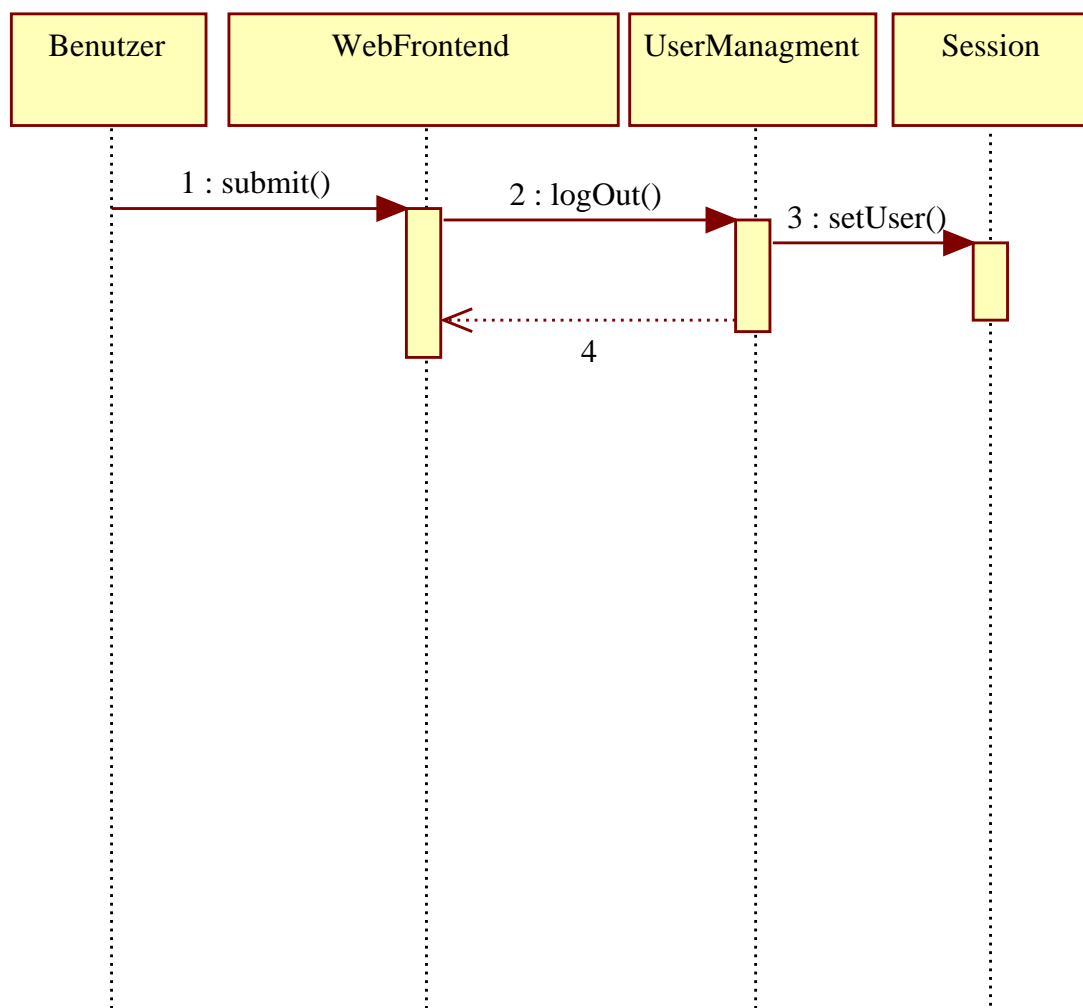 Benutzer
WebFrontend
UserManagment
Session
1 : submit()
2 : logOut()
3 : setUser()
4